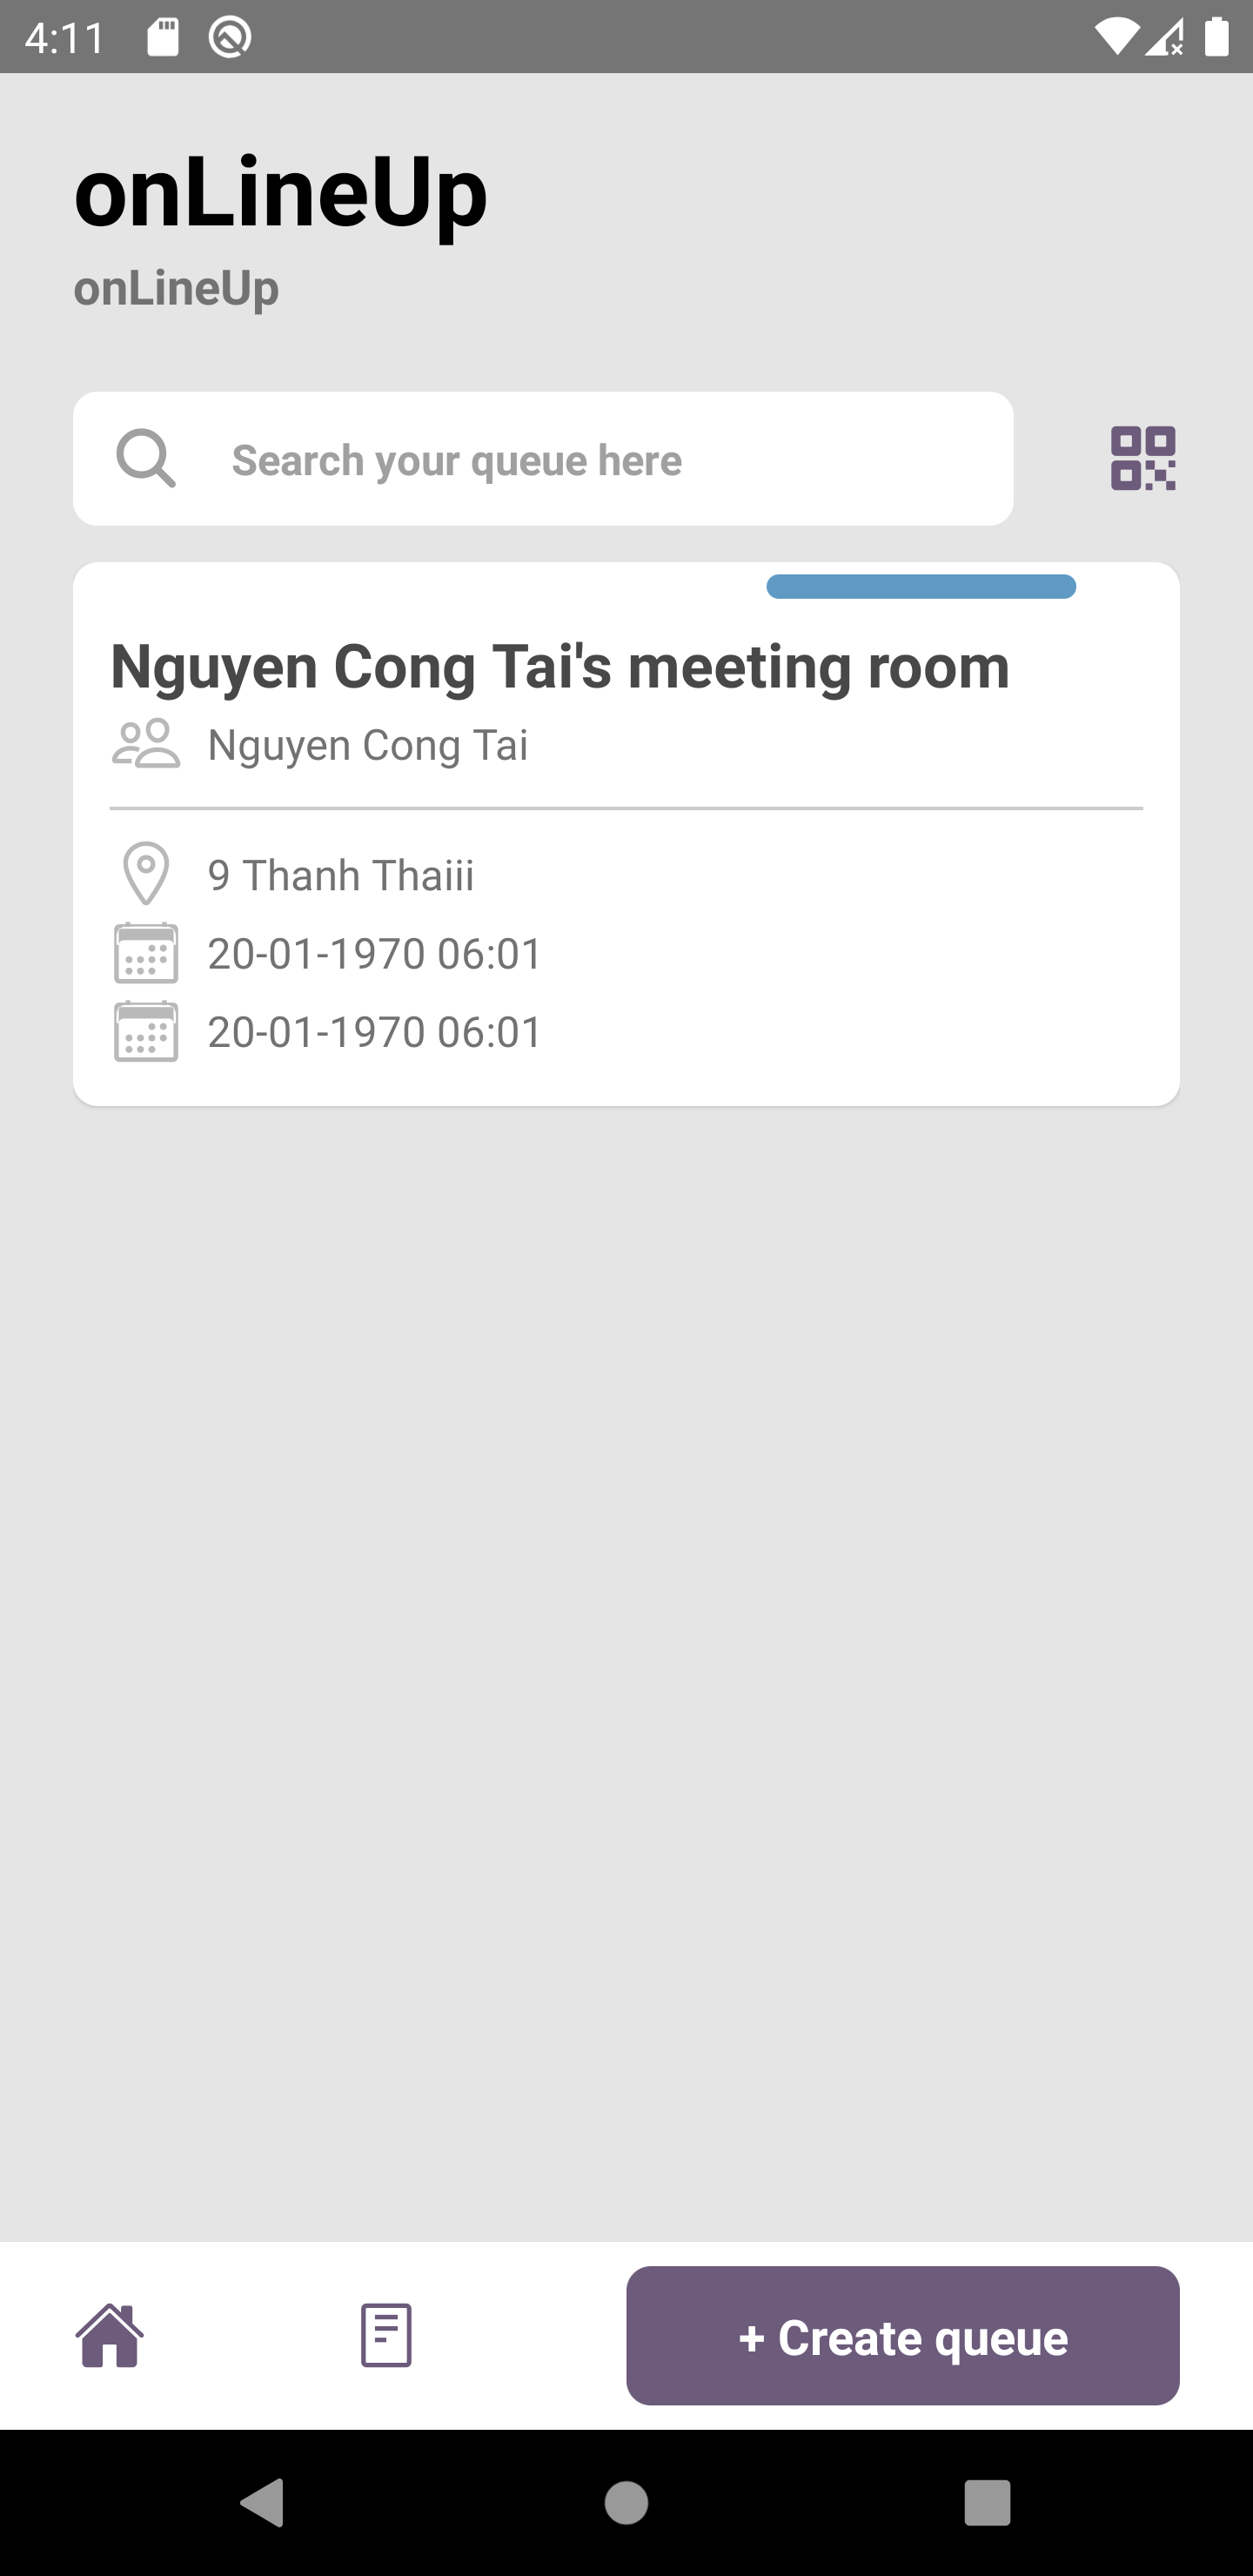 4:11
onLineUp
onLineUp
Search your queue here
Nguyen Cong Tai's meeting room
Nguyen Cong Tai
9 Thanh Thaiii
20-01-1970 06:01
20-01-1970 06:01
+ Create queue